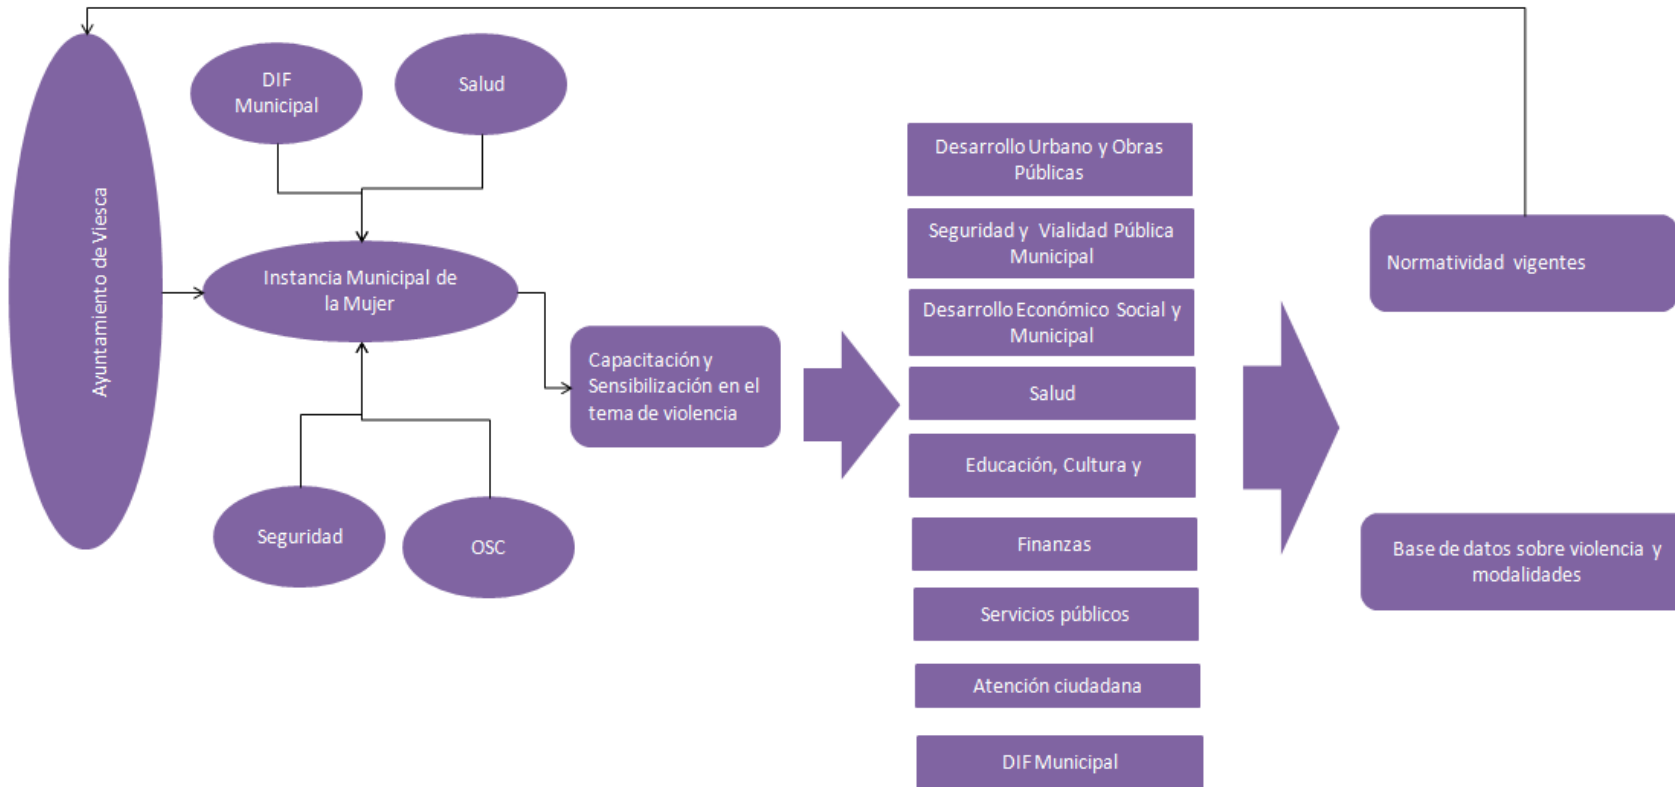 Ayuntamiento de Viesca
DIF
Municipal
Salud
Instancia Municipal de
la Mujer
Seguridad
OSC
Capacitación y
Sensibilización en el
tema de violencia
Desarrollo Urbano y Obras
Públicas
Seguridad y Vialidad Pública
Municipal
Desarrollo Económico Social y
Municipal
Salud
Educación, Cultura y
Finanzas
Servicios públicos
Atención ciudadana
DIF Municipal
Normatividad vigentes
Base de datos sobre violencia y
modalidades